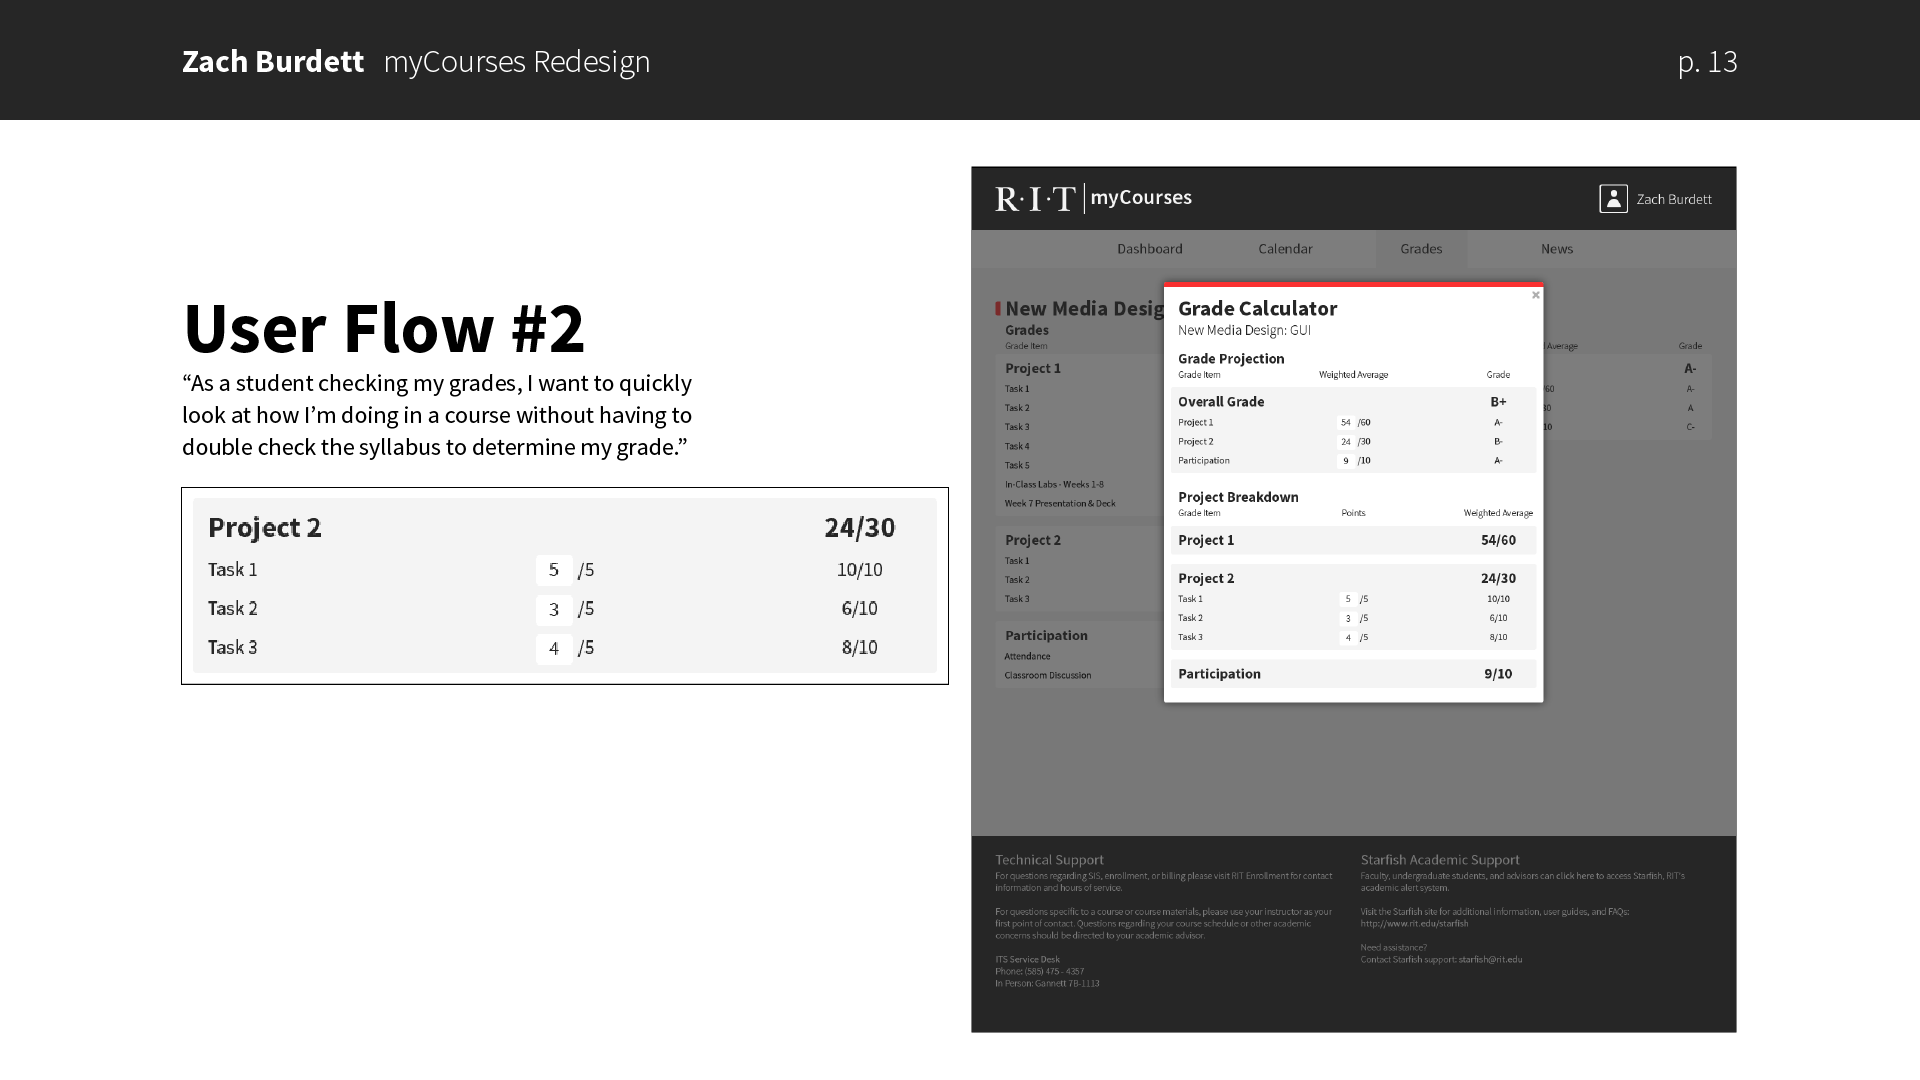 Zach Burdett myCourses Redesign
p. 13
User Flow #2
“As a student checking my grades, I want to quickly
look at how I’m doing in a course without having to
double check the syllabus to determine my grade.”
Project 2 24/30
Task 1 5 /5 10/10
Task 2 3 /5 6/10
Task 3 4 /5 8/10
R·I·T myCourses
Zach Burdett
Dashboard Calendar Grades News
New Media Desig
Grades
Grade Item
Project 1
Task 1
Task 2
Task 3
Task 4
Task 5
In-Class Labs - Weeks 1-8
Week 7 Presentation & Deck
Project 2
Task 1
Task 2
Task 3
Participation
Attendance
Classroom Discussion
Grade Calculator
New Media Design: GUI
Grade Projection
Grade Item Weighted Average Grade
Overall Grade B+
Project 1 54 /60 A-
Project 2 24 /30 B-
Participation 9 /10 A-
Project Breakdown
Grade Item Points Weighted Average
Project 1 54/60
Project 2 24/30
Task 1 5 /5 10/10
Task 2 3 /5 6/10
Task 3 4 /5 8/10
Participation 9/10
Average Grade
A-
/60 A-
A
/10 C-
Technical Support
For questions regarding SIS, enrollment, or billing please visit RIT Enrollment for contact
information and hours of service.
For questions specific to a course or course materials, please use your instructor as your
first point of contact. Questions regarding your course schedule or other academic
concerns should be directed to your academic advisor.
ITS Service Desk
Phone: (585) 475 - 4357
In Person: Gannett 7B-1113
Starfish Academic Support
Faculty, undergraduate students, and advisors can click here to access Starfish, RIT's
academic alert system.
Visit the Starfish site for additional information, user guides, and FAQs:
http://www.rit.edu/starfish
Need assistance?
Contact Starfish support: starfish@rit.edu